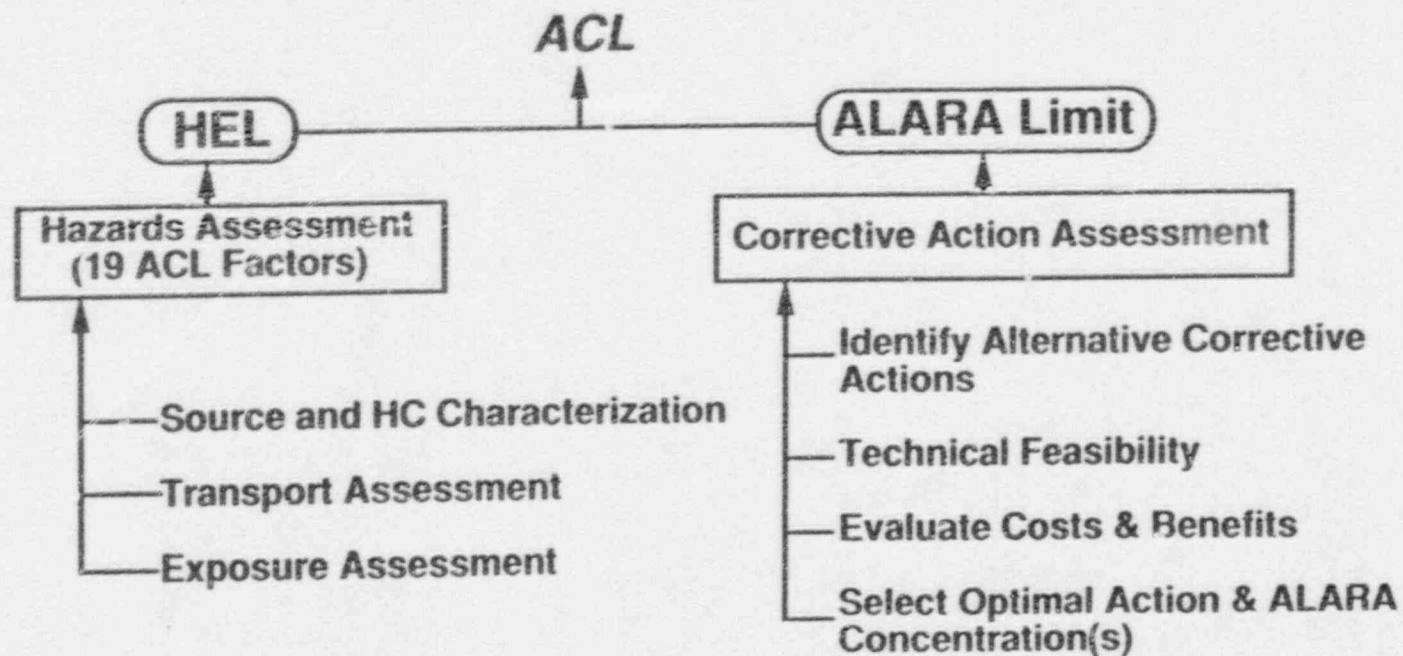 ACL
HEL
ALARA Limit
Hazards Assessment
(19 ACL Factors)
Corrective Action Assessment
Source and HC Characterization
Transport Assessment
Exposure Assessment
Identify Alternative Corrective
Actions
Technical Feasibility
Evaluate Costs & Benefits
Select Optimal Action & ALARA
Concentration(s)